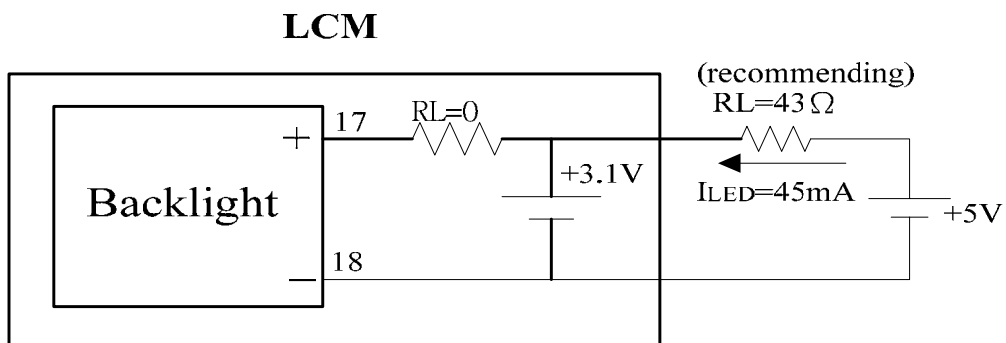 LCM
(recommending)
RL=43Ω
RL=0
17
+
+3.1V
ILED=45mA
Backlight
+5V
18
−